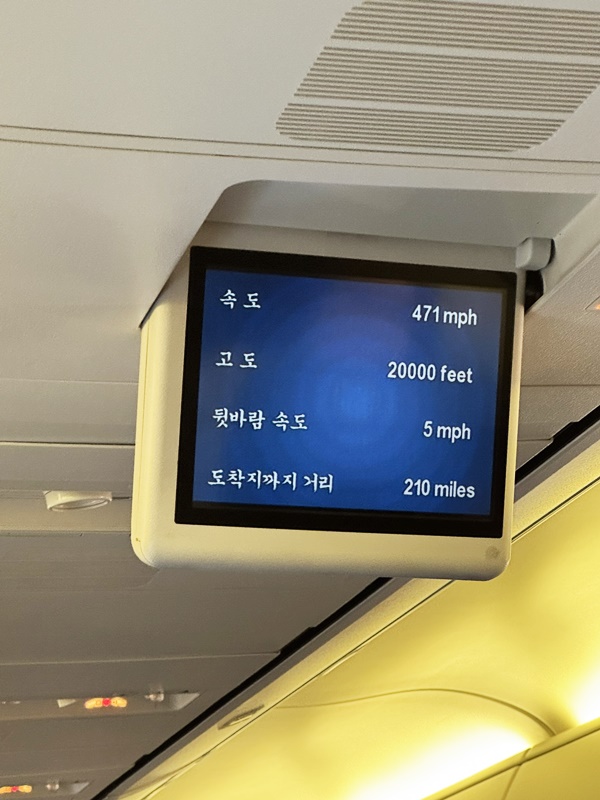 속 도 471 mph
고 도 20000 feet
뒷바람 속도 5 mph
도착지까지 거리 210 miles